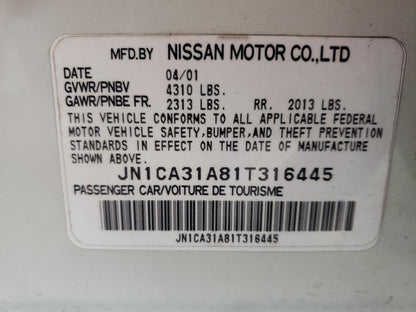 MFD.BY NISSAN MOTOR CO.,LTD
DATE 04/01
GVWR/PNBV 4310 LBS.
GAWR/PNBE FR. 2313 LBS. RR. 2013 LBS.
THIS VEHICLE CONFORMS TO ALL APPLICABLE FEDERAL
MOTOR VEHICLE SAFETY,BUMPER,AND THEFT PREVENTION
STANDARDS IN EFFECT ON THE DATE OF MANUFACTURE
SHOWN ABOVE.
JN1CA31A81T316445
PASSENGER CAR/VOITURE DE TOURISME
JN1CA31A81T316445